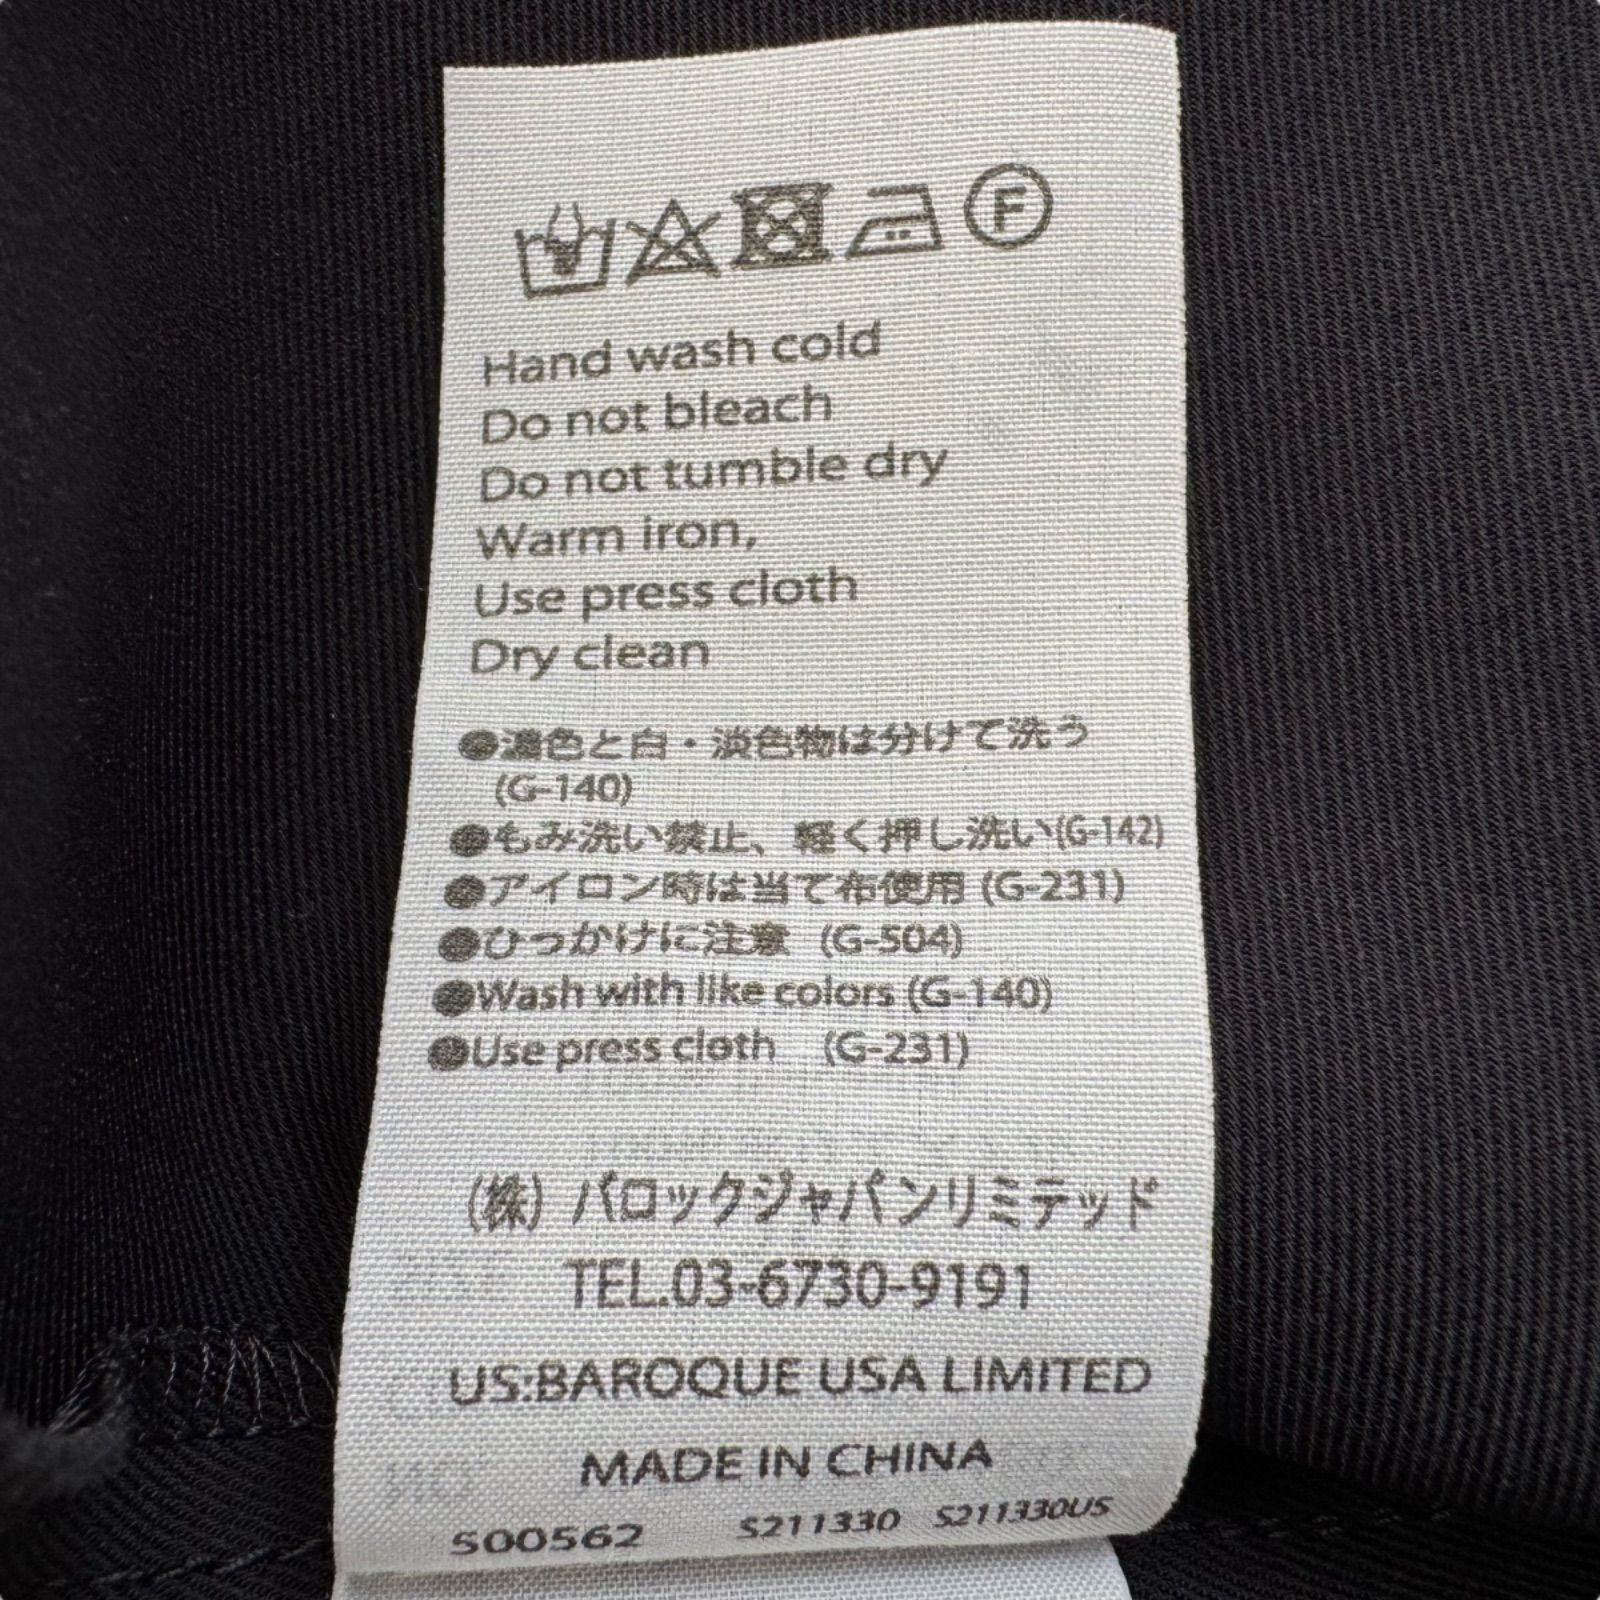 F
Hand wash cold
Do not bleach
Do not tumble dry
Warm iron,
Use press cloth
Dry clean
●濃色と白・淡色物は分けて洗う
(G-140)
●もみ洗い禁止、軽く押し洗い(G-142)
●アイロン時は当て布使用 (G-231)
●ひっかけに注意 (G-504)
●Wash with like colors (G-140)
●Use press cloth (G-231)
(株) バロックジャパンリミテッド
TEL.03-6730-9191
US:BAROQUE USA LIMITED
MADE IN CHINA
500562 S211330 S211330US